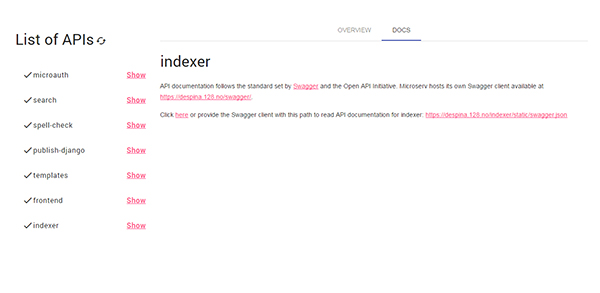 OVERVIEW DOCS
List of APIs
indexer
microauth Show
search Show
spell-check Show
publish-django Show
templates Show
frontend Show
indexer Show
API documentation follows the standard set by Swagger and the Open API Initiative. Microserv hosts its own Swagger client available at
https://despina.128.no/swagger/.
Click here or provide the Swagger client with this path to read API documentation for indexer: https://despina.128.no/indexer/static/swagger.json